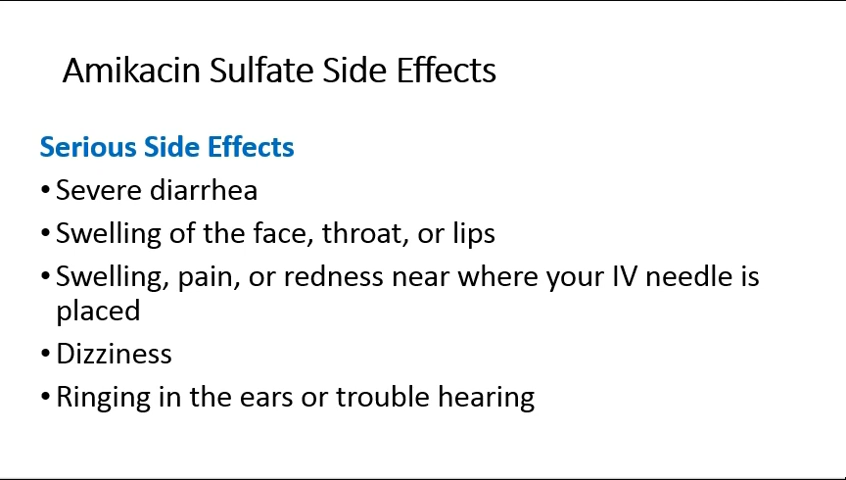 Amikacin Sulfate Side Effects
Serious Side Effects
• Severe diarrhea
• Swelling of the face, throat, or lips
• Swelling, pain, or redness near where your IV needle is
placed
• Dizziness
• Ringing in the ears or trouble hearing